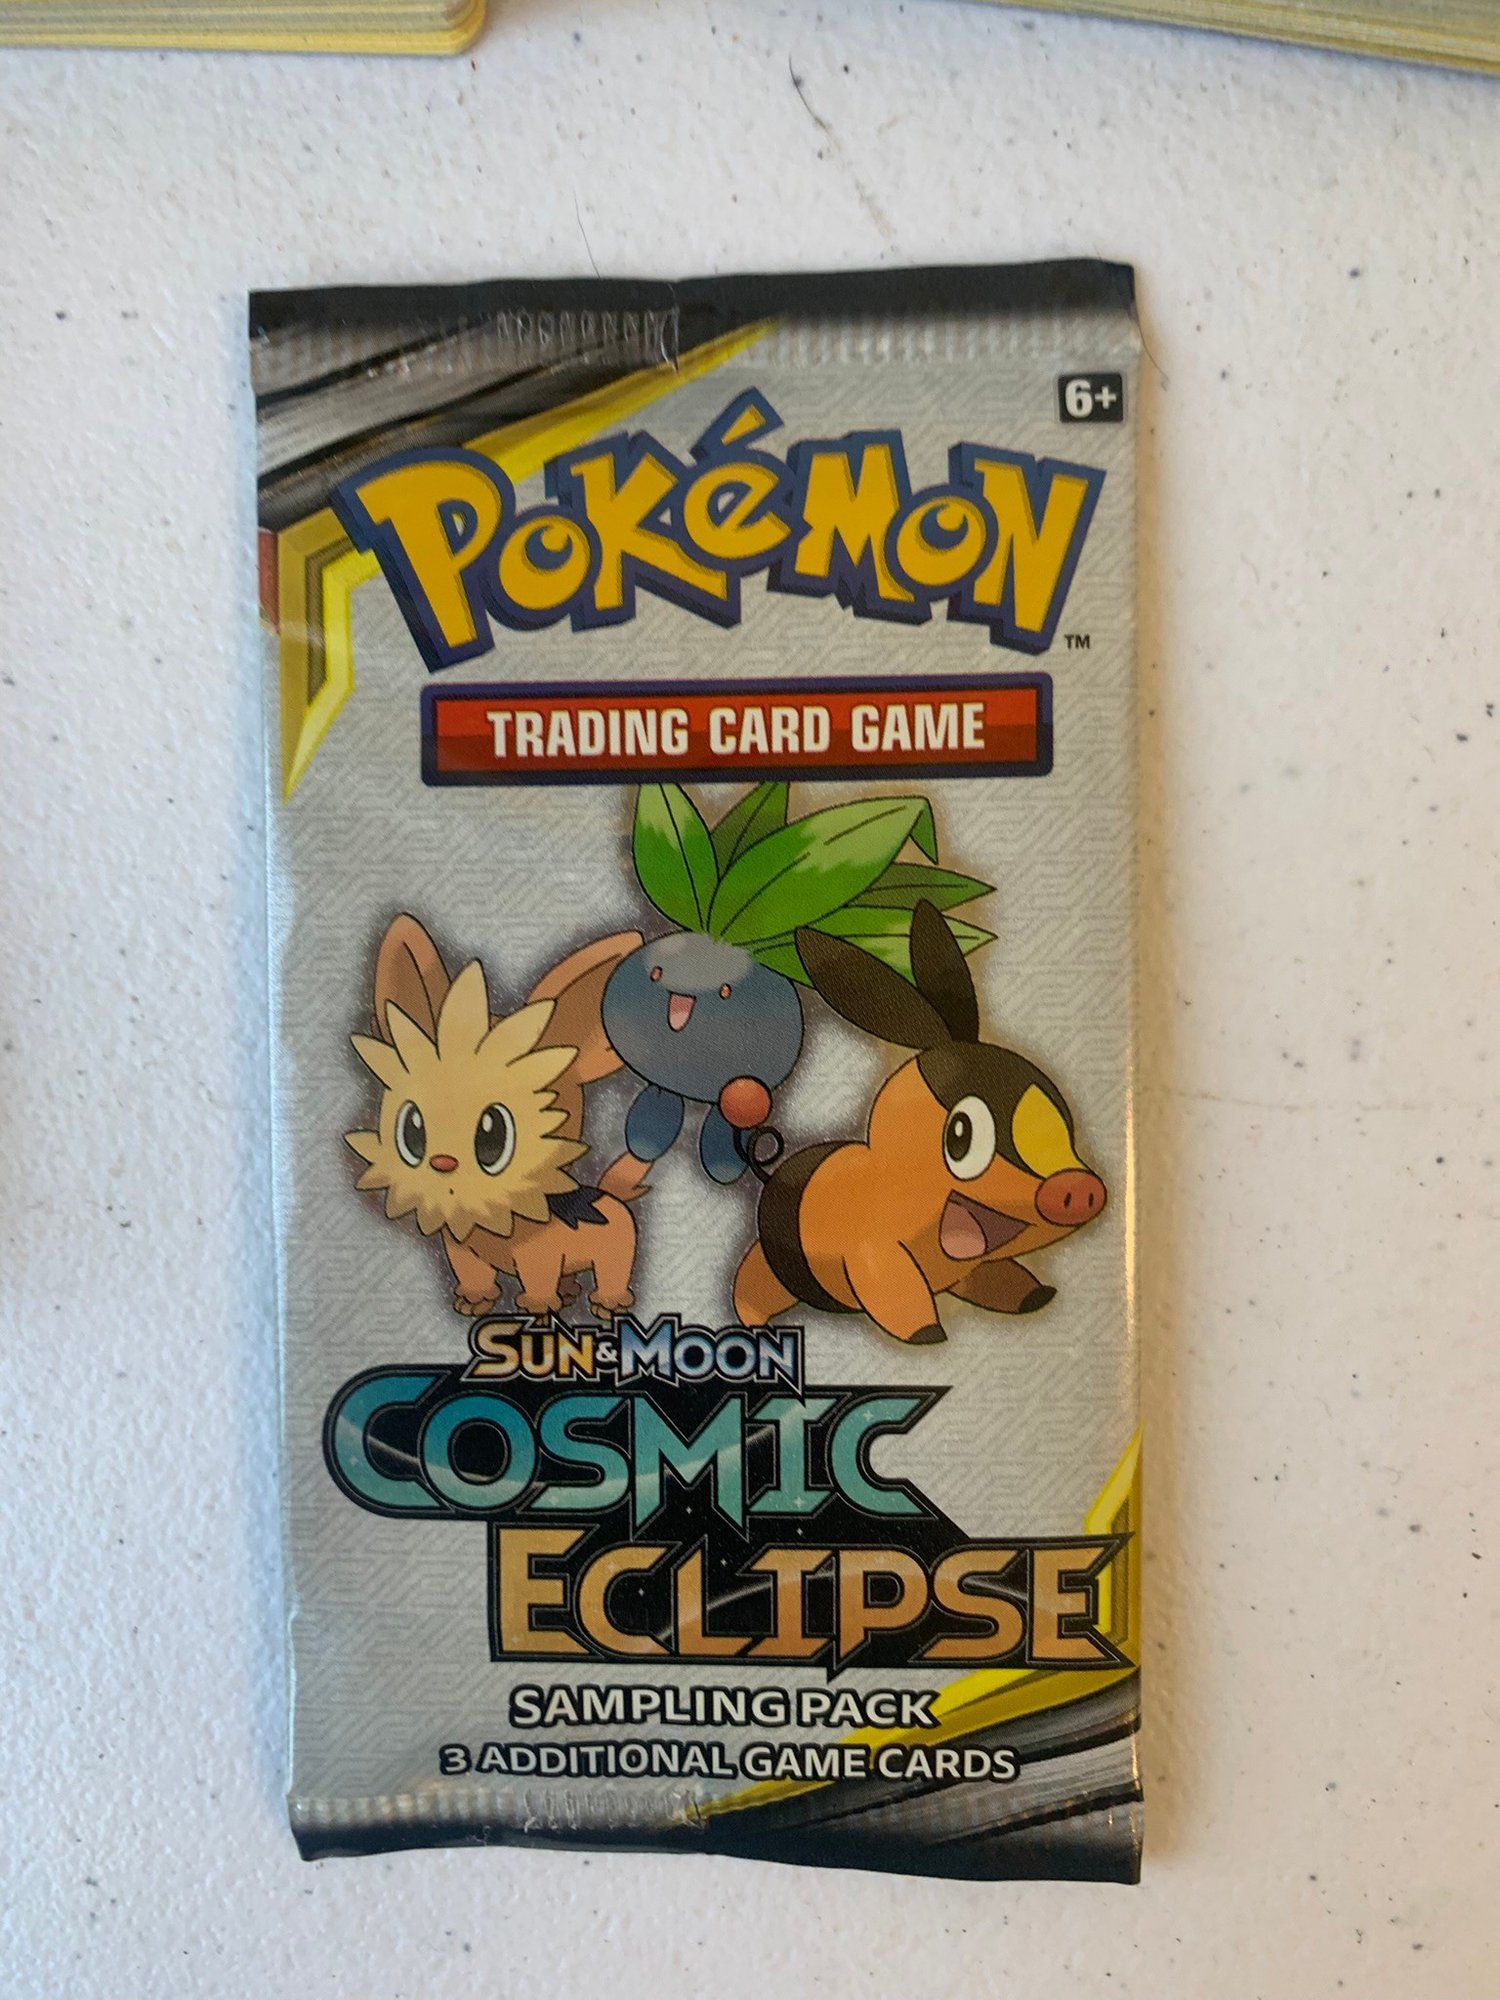 6+
POKéMON
TM
TRADING CARD GAME
SUN & MOON
COSMIC
ECLIPSE
SAMPLING PACK
3 ADDITIONAL GAME CARDS